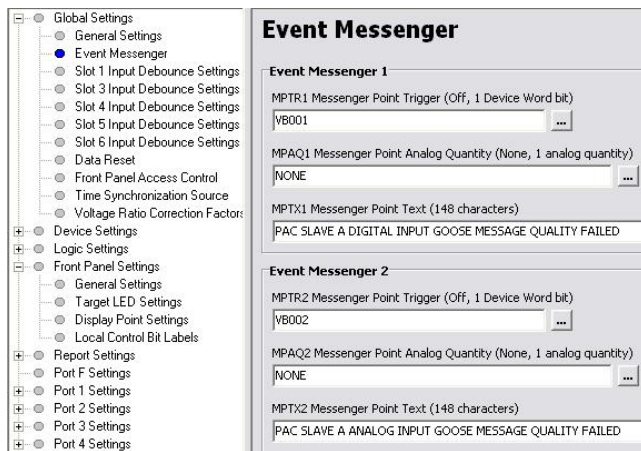 Global Settings
General Settings
Event Messenger
Slot 1 Input Debounce Settings
Slot 3 Input Debounce Settings
Slot 4 Input Debounce Settings
Slot 5 Input Debounce Settings
Slot 6 Input Debounce Settings
Data Reset
Front Panel Access Control
Time Synchronization Source
Voltage Ratio Correction Factors
Device Settings
Logic Settings
Front Panel Settings
General Settings
Target LED Settings
Display Point Settings
Local Control Bit Labels
Report Settings
Port F Settings
Port 1 Settings
Port 2 Settings
Port 3 Settings
Port 4 Settings
Event Messenger
Event Messenger 1
MPTR1 Messenger Point Trigger (Off, 1 Device Word bit)
VB001
...
MPAQ1 Messenger Point Analog Quantity (None, 1 analog quantity)
NONE
...
MPTX1 Messenger Point Text (148 characters)
PAC SLAVE A DIGITAL INPUT GOOSE MESSAGE QUALITY FAILED
Event Messenger 2
MPTR2 Messenger Point Trigger (Off, 1 Device Word bit)
VB002
...
MPAQ2 Messenger Point Analog Quantity (None, 1 analog quantity)
NONE
...
MPTX2 Messenger Point Text (148 characters)
PAC SLAVE A ANALOG INPUT GOOSE MESSAGE QUALITY FAILED